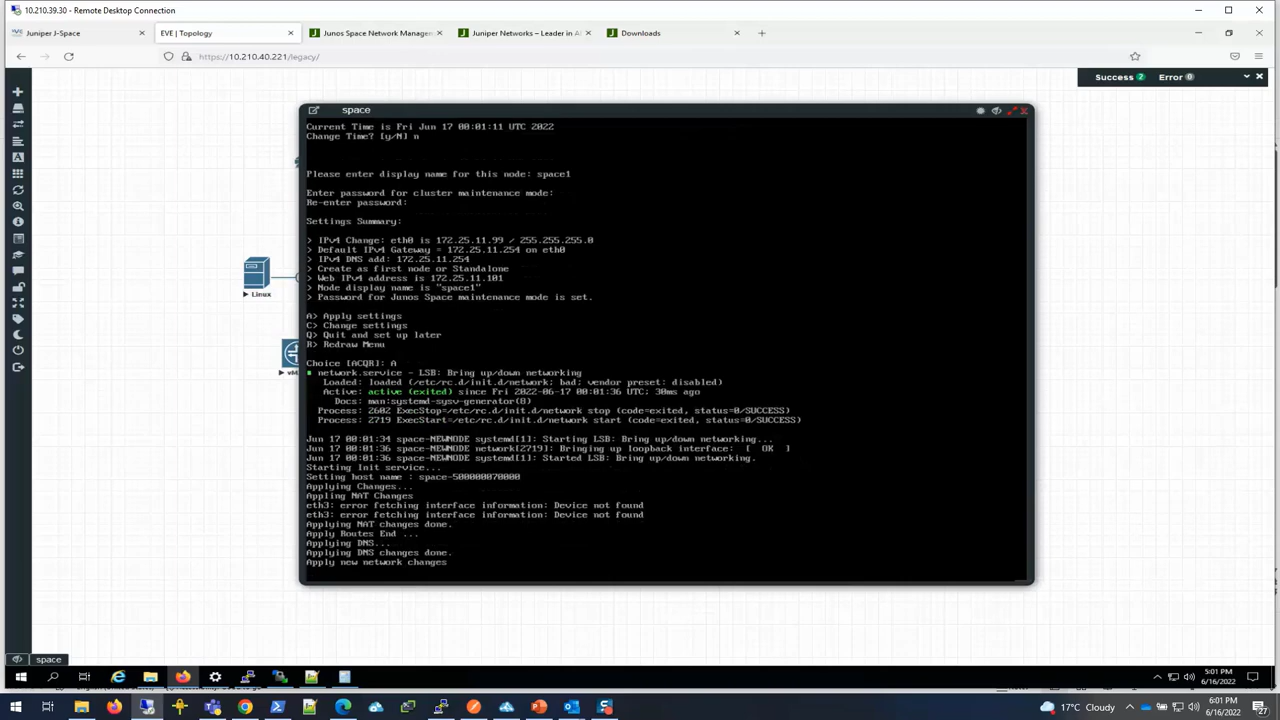 10.210.39.30 - Remote Desktop Connection
Juniper J-Space
EVE | Topology
Junos Space Network Managem
Juniper Networks – Leader in AI
Downloads
https://10.210.40.221/legacy/
Success 2 Error 0
space
Current Time is Fri Jun 17 00:01:11 UTC 2022
Change Time? [y/N] n
Please enter display name for this node: space1
Enter password for cluster maintenance mode:
Re-enter password:
Settings Summary:
> IPv4 Change: eth0 is 172.25.11.99 / 255.255.255.0
> Default IPv4 Gateway = 172.25.11.254 on eth0
> IPv4 DNS add: 172.25.11.254
> Create as first node or Standalone
> Web IPv4 address is 172.25.11.101
> Node display name is "space1"
> Password for Junos Space maintenance mode is set.
A> Apply settings
C> Change settings
Q> Quit and set up later
R> Redraw Menu
Choice [ACQR]: A
network.service - LSB: Bring up/down networking
Loaded: loaded (/etc/rc.d/init.d/network; bad; vendor preset: disabled)
Active: active (exited) since Fri 2022-06-17 00:01:36 UTC; 30ms ago
Docs: man:systemd-sysv-generator(8)
Process: 2602 ExecStop=/etc/rc.d/init.d/network stop (code=exited, status=0/SUCCESS)
Process: 2719 ExecStart=/etc/rc.d/init.d/network start (code=exited, status=0/SUCCESS)
Jun 17 00:01:34 space-NEWNODE systemd[1]: Starting LSB: Bring up/down networking...
Jun 17 00:01:36 space-NEWNODE network[2719]: Bringing up loopback interface: [ OK ]
Jun 17 00:01:36 space-NEWNODE systemd[1]: Started LSB: Bring up/down networking.
Starting Init service...
Setting host name : space-500000070000
Applying Changes...
Appling NAT Changes
eth3: error fetching interface information: Device not found
eth3: error fetching interface information: Device not found
Applying NAT changes done.
Apply Routes End ...
Applying DNS...
Applying DNS changes done.
Apply new network changes
Linux
vM
space
5:01 PM
6/16/2022
17°C Cloudy
6:01 PM
6/16/2022
27